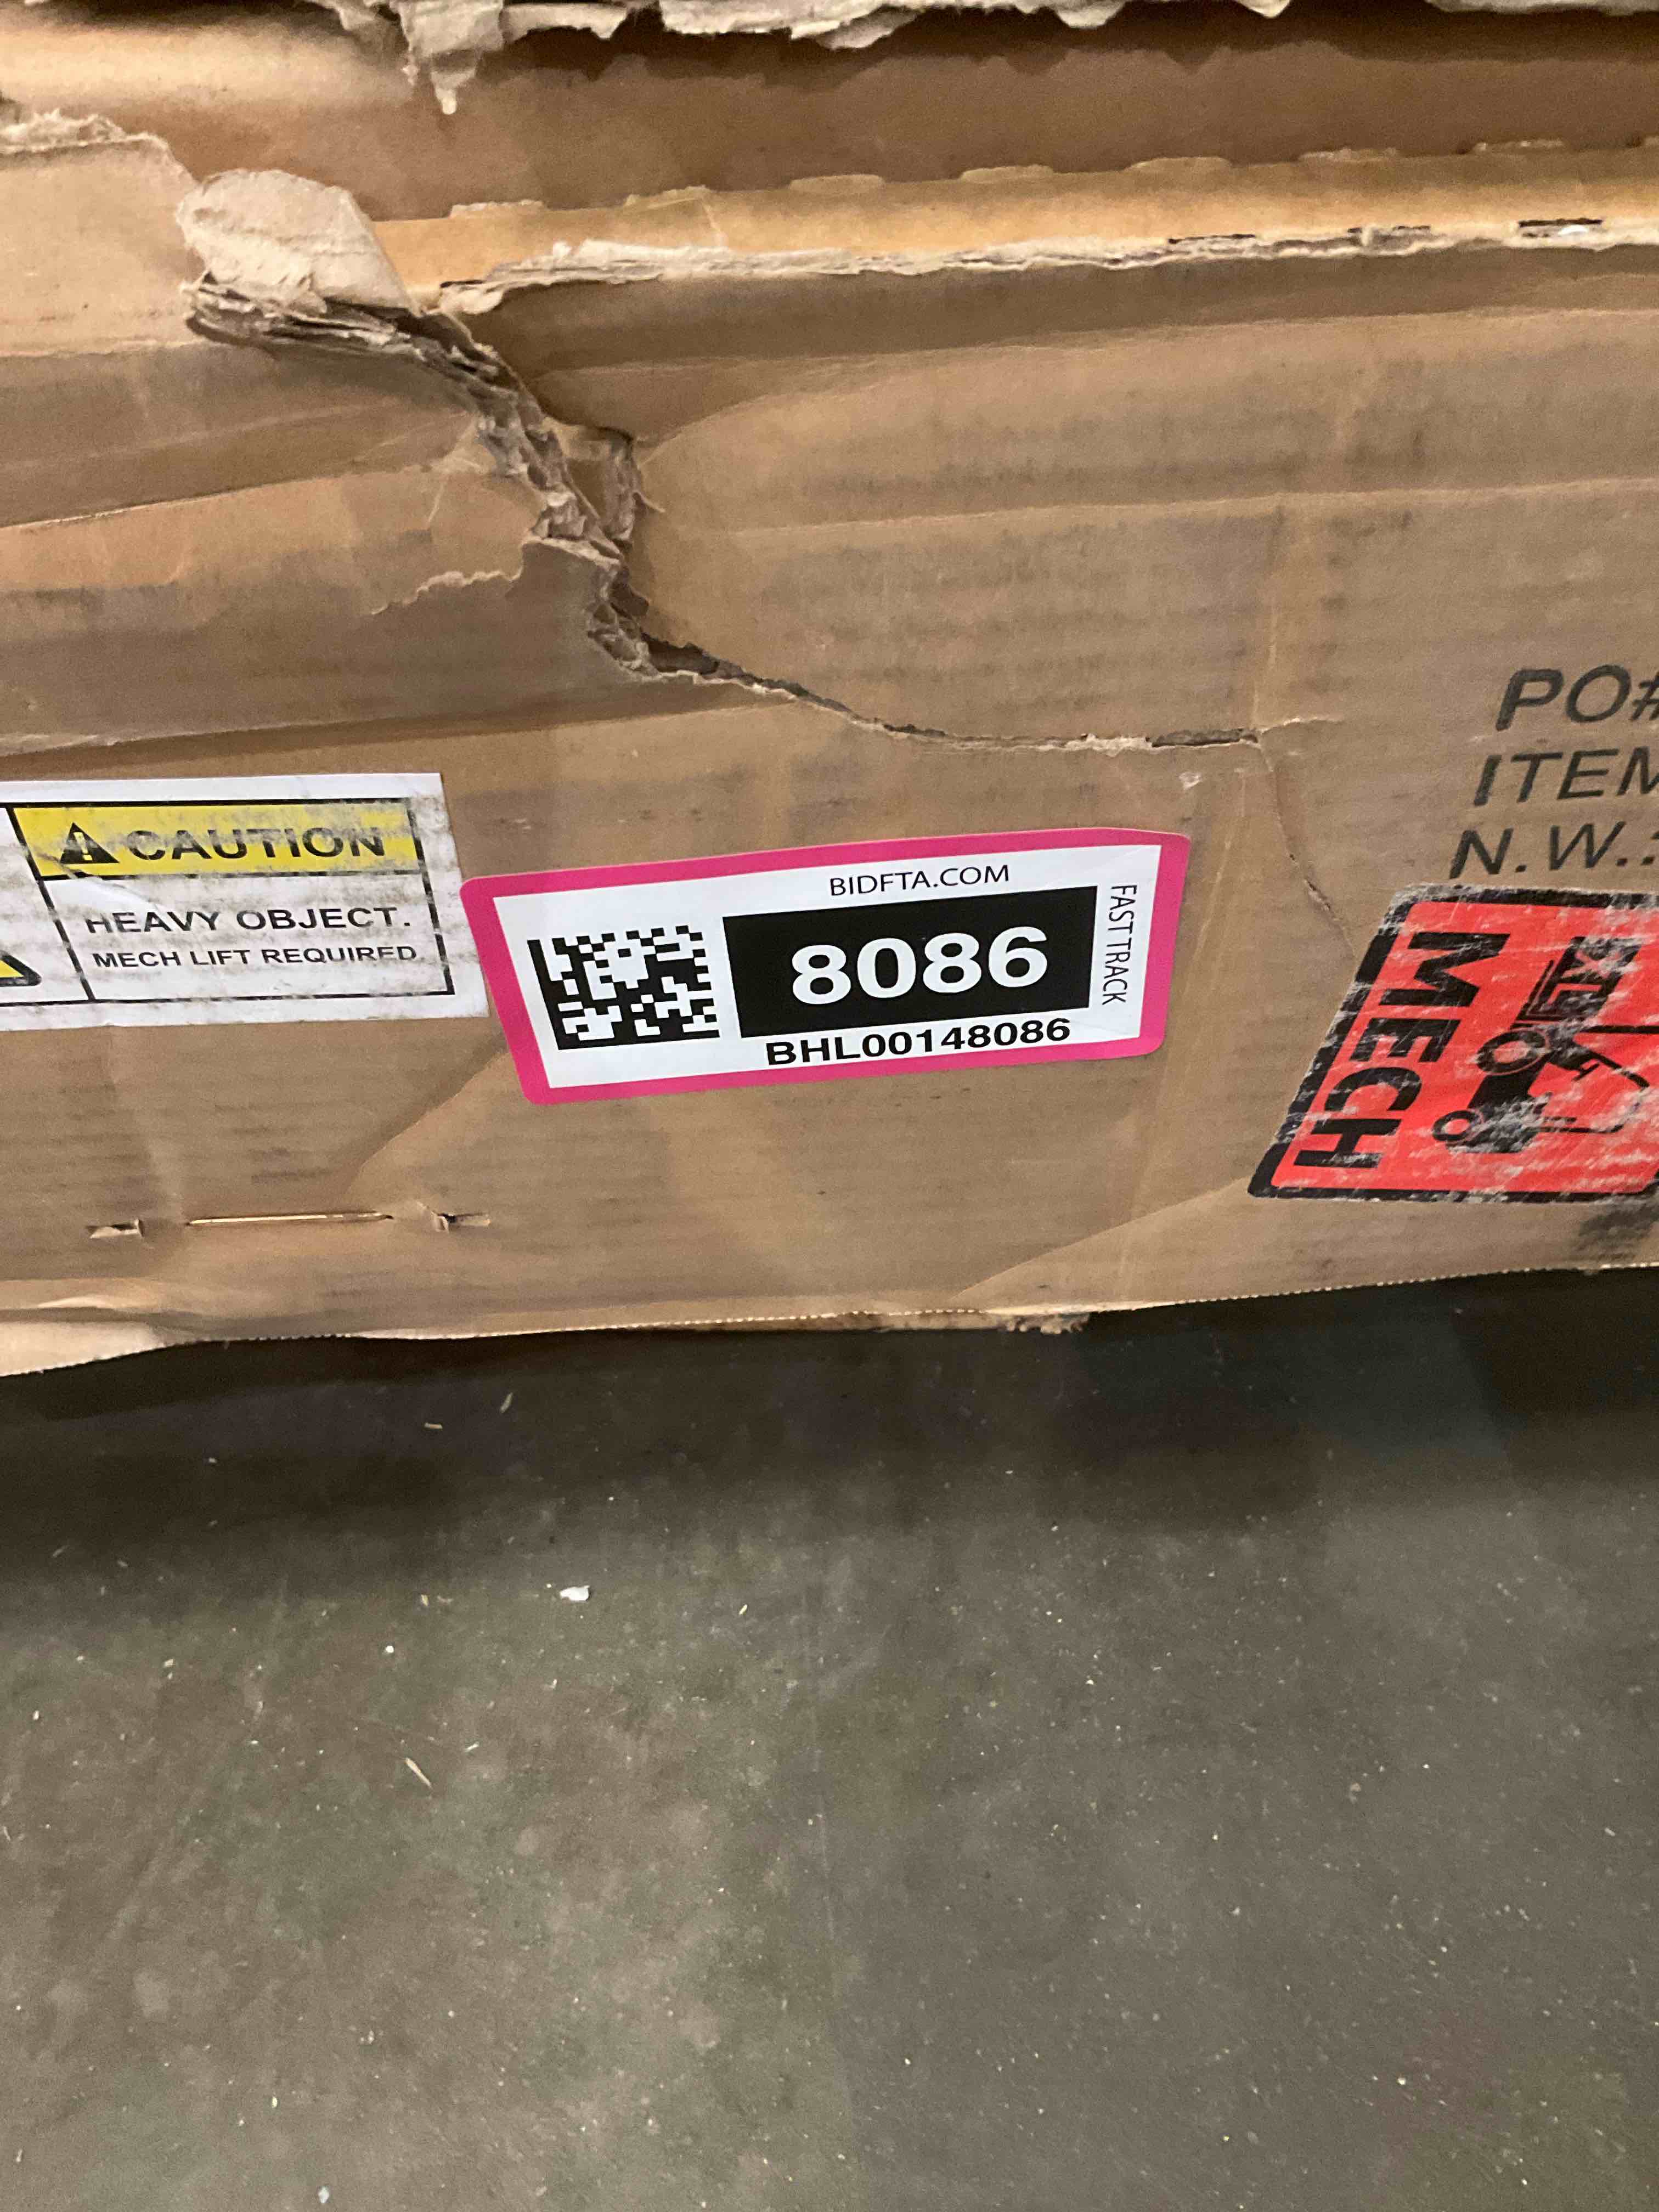 PO#
ITEM
N.W.:
CAUTION
HEAVY OBJECT.
MECH LIFT REQUIRED
BIDFTA.COM
8086
BHL00148086
FAST TRACK
MECH